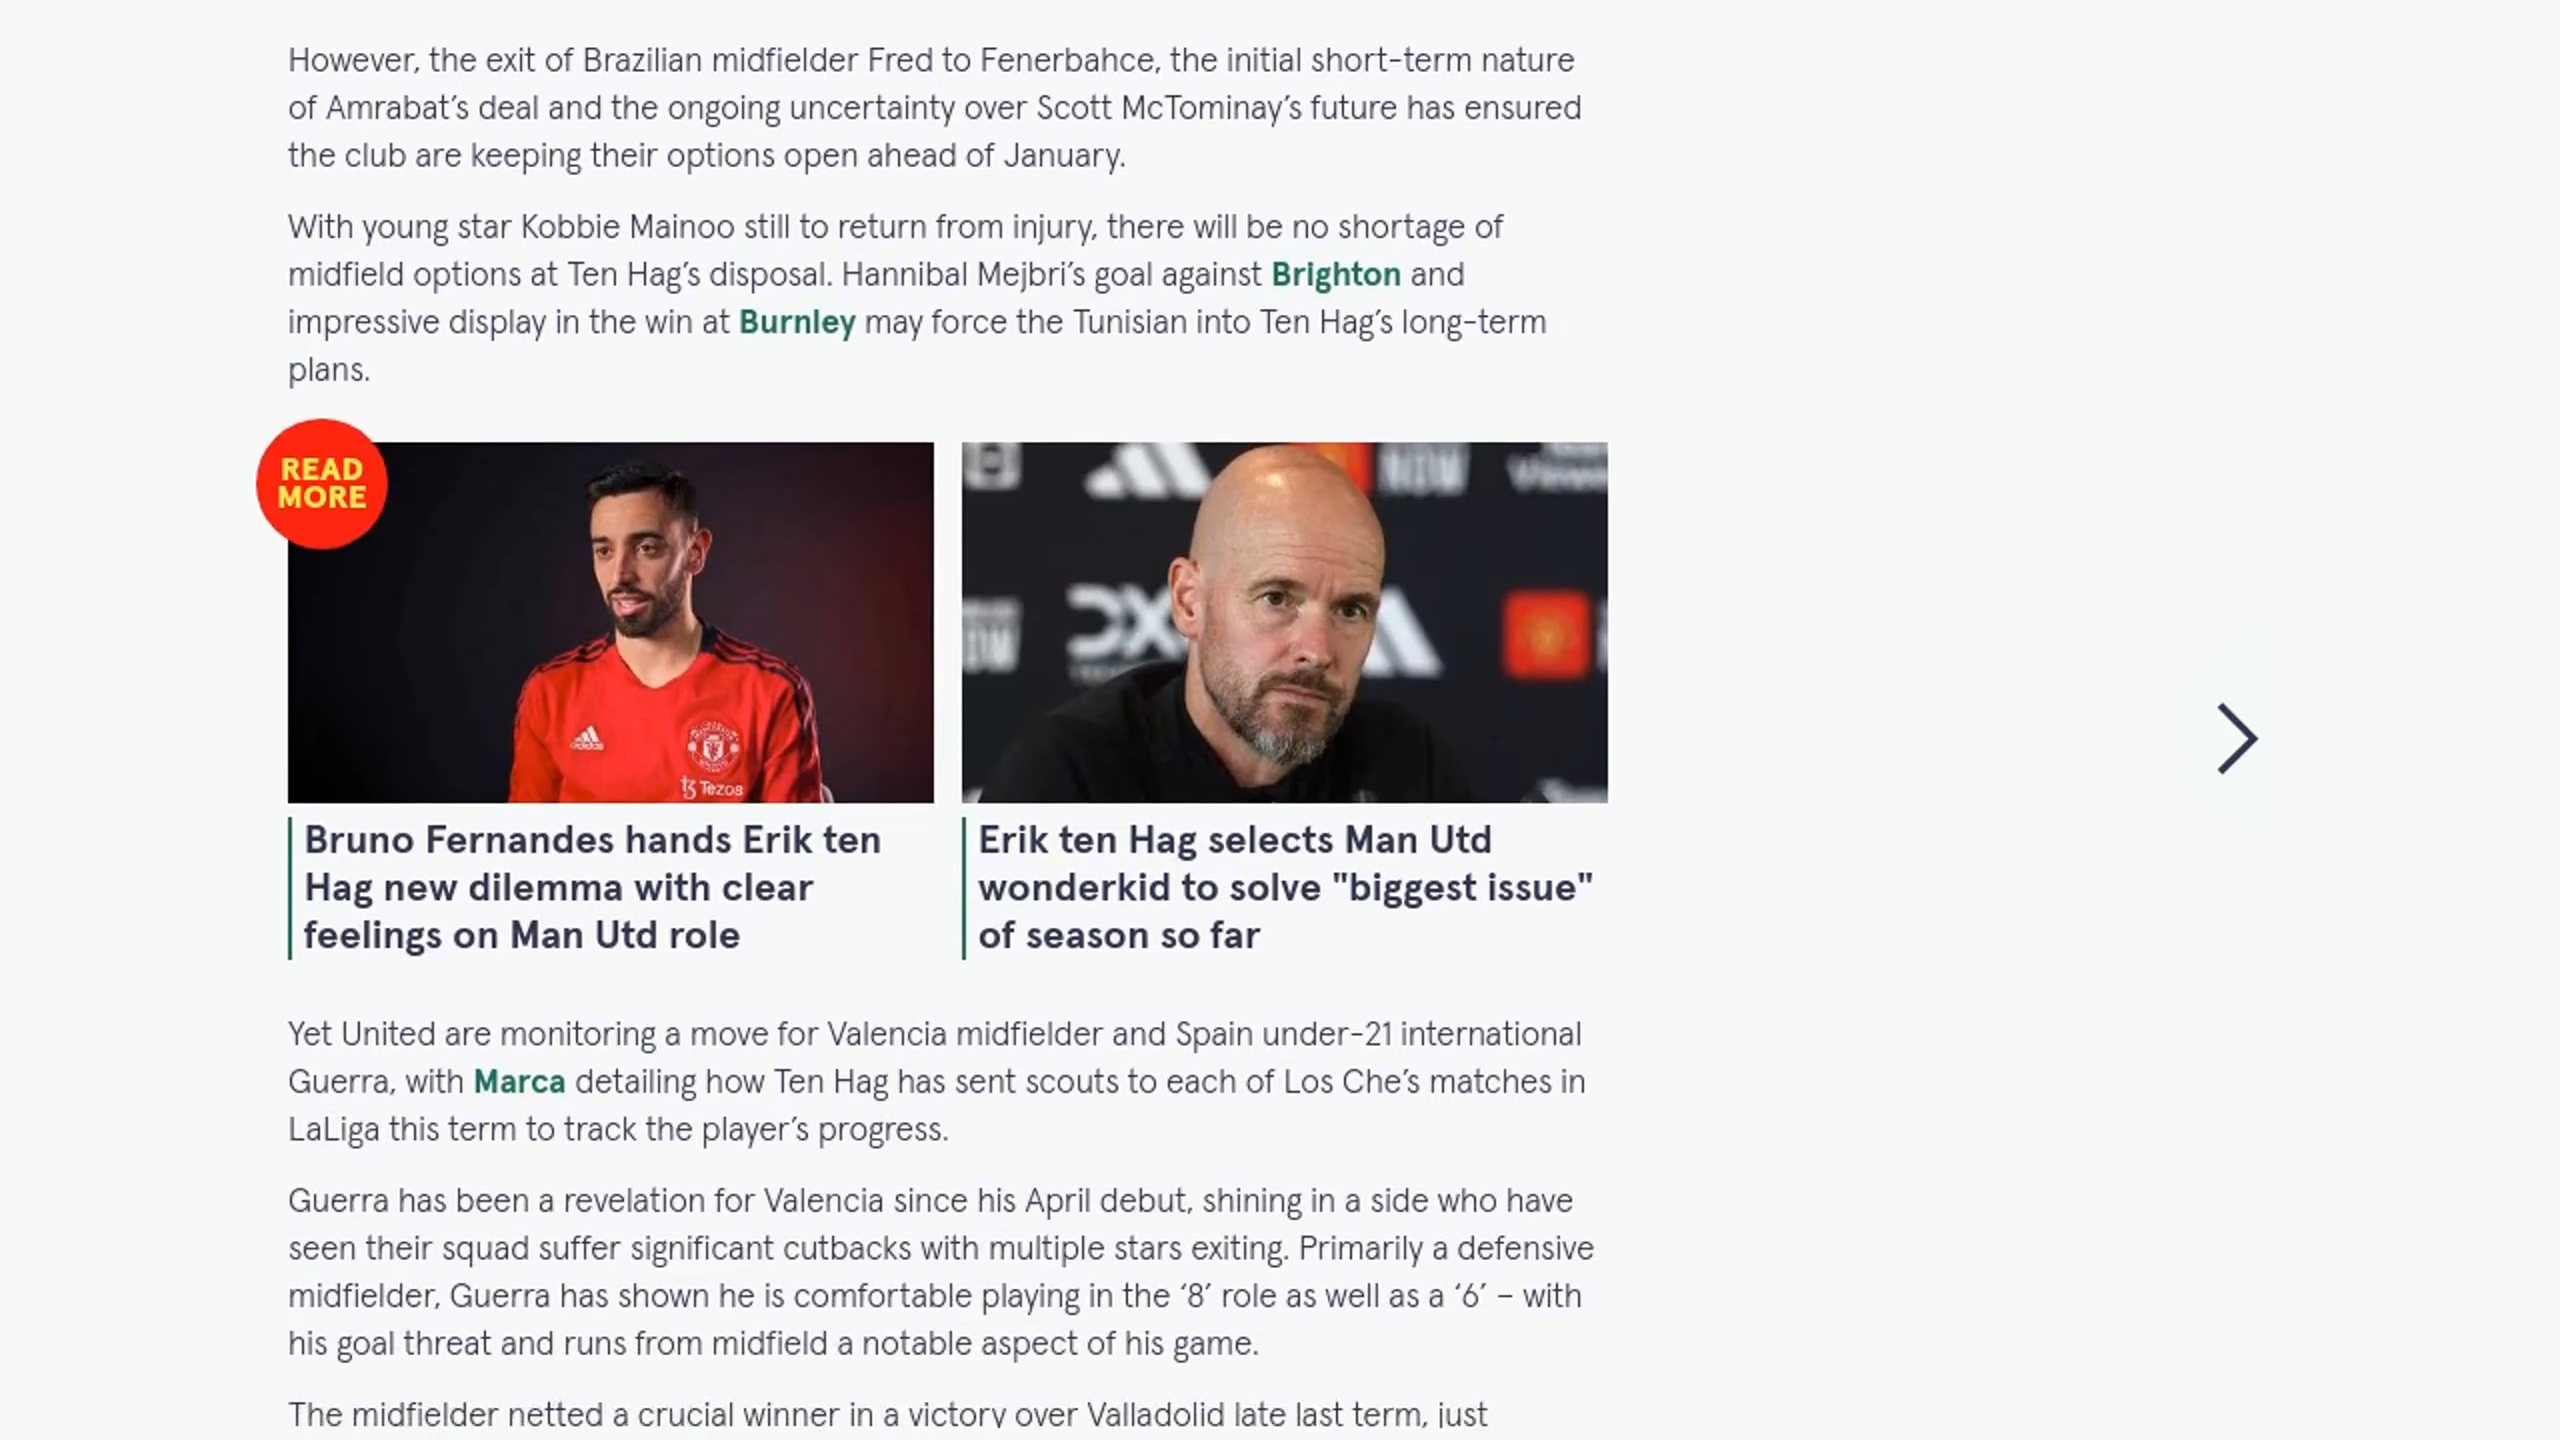 However, the exit of Brazilian midfielder Fred to Fenerbahce, the initial short-term nature
of Amrabat’s deal and the ongoing uncertainty over Scott McTominay’s future has ensured
the club are keeping their options open ahead of January.
With young star Kobbie Mainoo still to return from injury, there will be no shortage of
midfield options at Ten Hag’s disposal. Hannibal Mejbri’s goal against Brighton and
impressive display in the win at Burnley may force the Tunisian into Ten Hag’s long-term
plans.
READ
MORE
adidas
Tezos
NOW
DX
Bruno Fernandes hands Erik ten
Hag new dilemma with clear
feelings on Man Utd role
Erik ten Hag selects Man Utd
wonderkid to solve "biggest issue"
of season so far
Yet United are monitoring a move for Valencia midfielder and Spain under-21 international
Guerra, with Marca detailing how Ten Hag has sent scouts to each of Los Che’s matches in
LaLiga this term to track the player’s progress.
Guerra has been a revelation for Valencia since his April debut, shining in a side who have
seen their squad suffer significant cutbacks with multiple stars exiting. Primarily a defensive
midfielder, Guerra has shown he is comfortable playing in the ‘8’ role as well as a ‘6’ – with
his goal threat and runs from midfield a notable aspect of his game.
The midfielder netted a crucial winner in a victory over Valladolid late last term, just